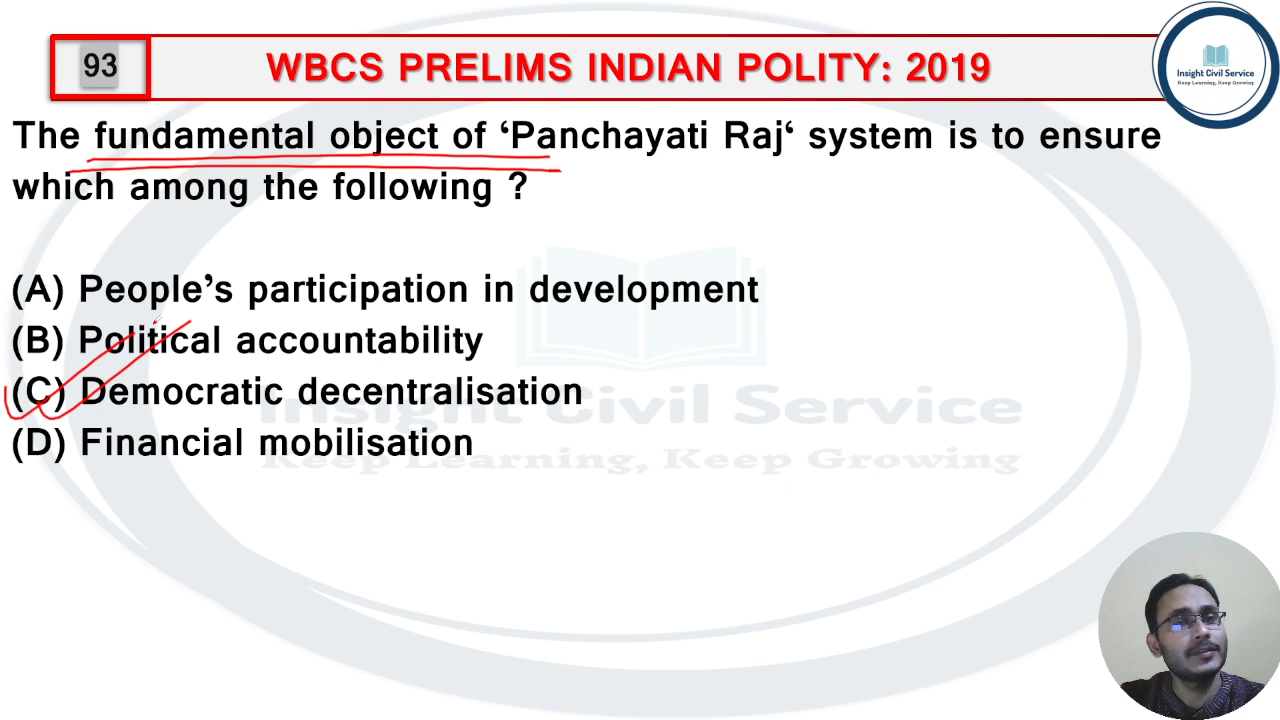 93
WBCS PRELIMS INDIAN POLITY: 2019
Insight Civil Service
Keep Learning, Keep Growing
The fundamental object of ‘Panchayati Raj‘ system is to ensure
which among the following ?
(A) People’s participation in development
(B) Political accountability
(C) Democratic decentralisation
(D) Financial mobilisation
Insight Civil Service
Keep Learning, Keep Growing